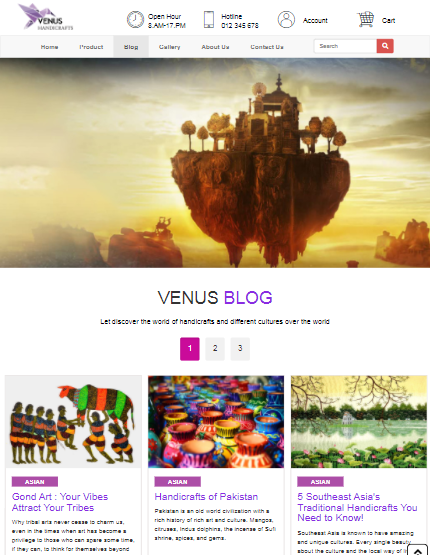 VENUS
HANDICRAFTS
Open Hour
8.AM-17.PM
Hotline
012 345 678
Account
Cart
Home Product Blog Gallery About Us Contact Us Search
VENUS BLOG
Let discover the world of handicrafts and different cultures over the world
1 2 3
ASIAN
Gond Art : Your Vibes
Attract Your Tribes
Why tribal arts never cease to charm us,
even in the times when art has become a
privilege to those who can spare some time,
if they can, to think for themselves beyond
ASIAN
Handicrafts of Pakistan
Pakistan is an old world civilization with a
rich history of rich art and culture. Mangos,
citruses, Indus dolphins, the incense of Sufi
shrine, spices, and gems.
ASIAN
5 Southeast Asia's
Traditional Handicrafts You
Need to Know!
Southeast Asia is known to have amazing
and unique cultures. Every single beauty
about the culture and the local way of li